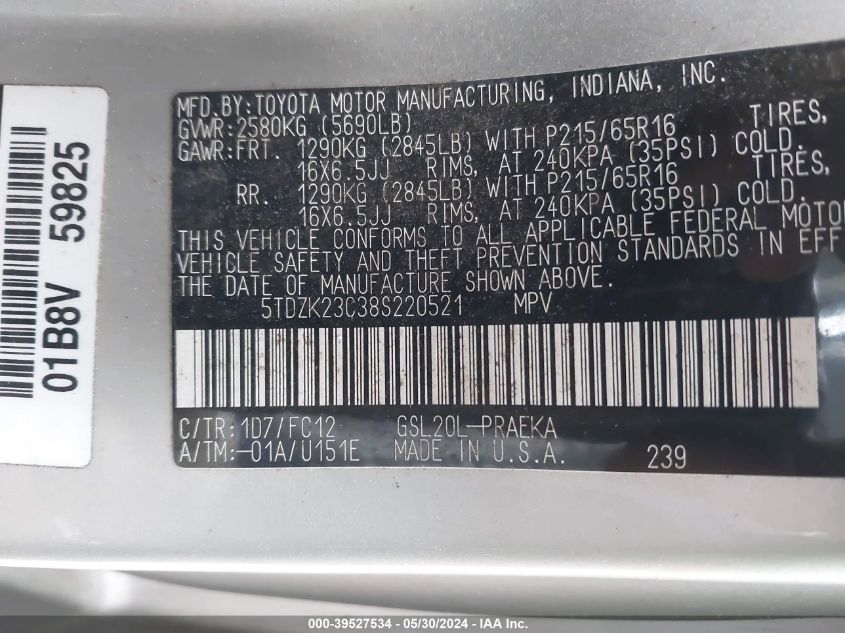 01B8V 59825
MFD. BY: TOYOTA MOTOR MANUFACTURING, INDIANA, INC.
GVWR: 2580KG (5690LB)
GAWR: FRT. 1290KG (2845LB) WITH P215/65R16 TIRES,
16X6.5JJ RIMS, AT 240KPA (35PSI) COLD.
RR. 1290KG (2845LB) WITH P215/65R16 TIRES,
16X6.5JJ RIMS, AT 240KPA (35PSI) COLD.
THIS VEHICLE CONFORMS TO ALL APPLICABLE FEDERAL MOTO
VEHICLE SAFETY AND THEFT PREVENTION STANDARDS IN EFF
THE DATE OF MANUFACTURE SHOWN ABOVE.
5TDZK23C38S220521 MPV
C/TR: 1D7/FC12 GSL20L-PRAEKA
A/TM: -01A/U151E MADE IN U.S.A. 239
000-39527534 - 05/30/2024 - IAA